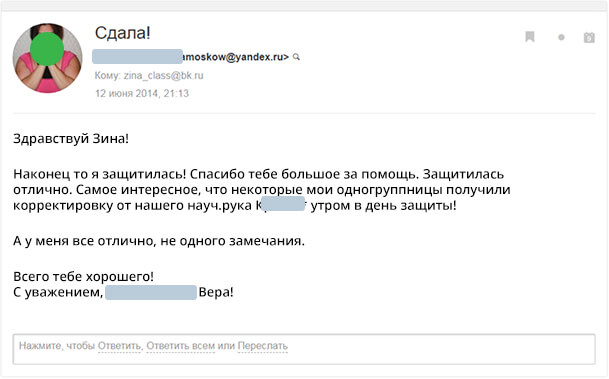 Сдала!
amoskow@yandex.ru>
Кому: zina_class@bk.ru
12 июня 2014, 21:13
Здравствуй Зина!
Наконец то я защитилась! Спасибо тебе большое за помощь. Защитилась
отлично. Самое интересное, что некоторые мои одногруппницы получили
корректировку от нашего науч.рука утром в день защиты!
А у меня все отлично, не одного замечания.
Всего тебе хорошего!
С уважением, Вера!
Нажмите, чтобы Ответить, Ответить всем или Переслать